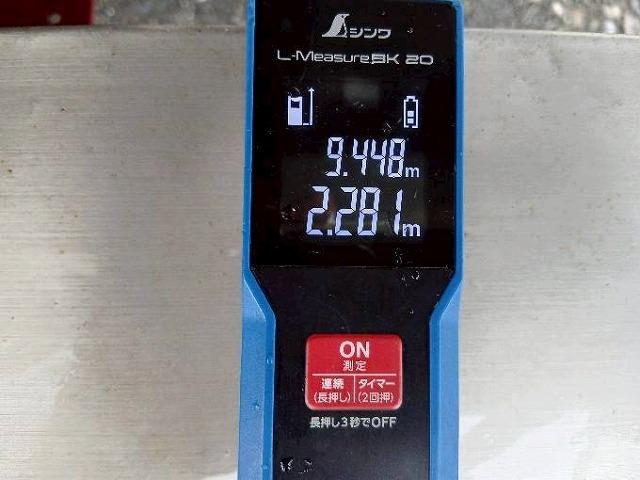 シンワ
L-Measure BK 20
9.448m
2.281m
ON
測定
連続 タイマー
(長押し) (2回押)
長押し3秒でOFF